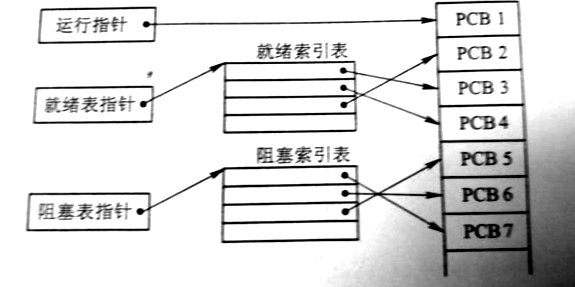 运行指针
就绪表指针
阻塞表指针
就绪索引表
阻塞索引表
PCB 1
PCB 2
PCB 3
PCB 4
PCB 5
PCB 6
PCB 7